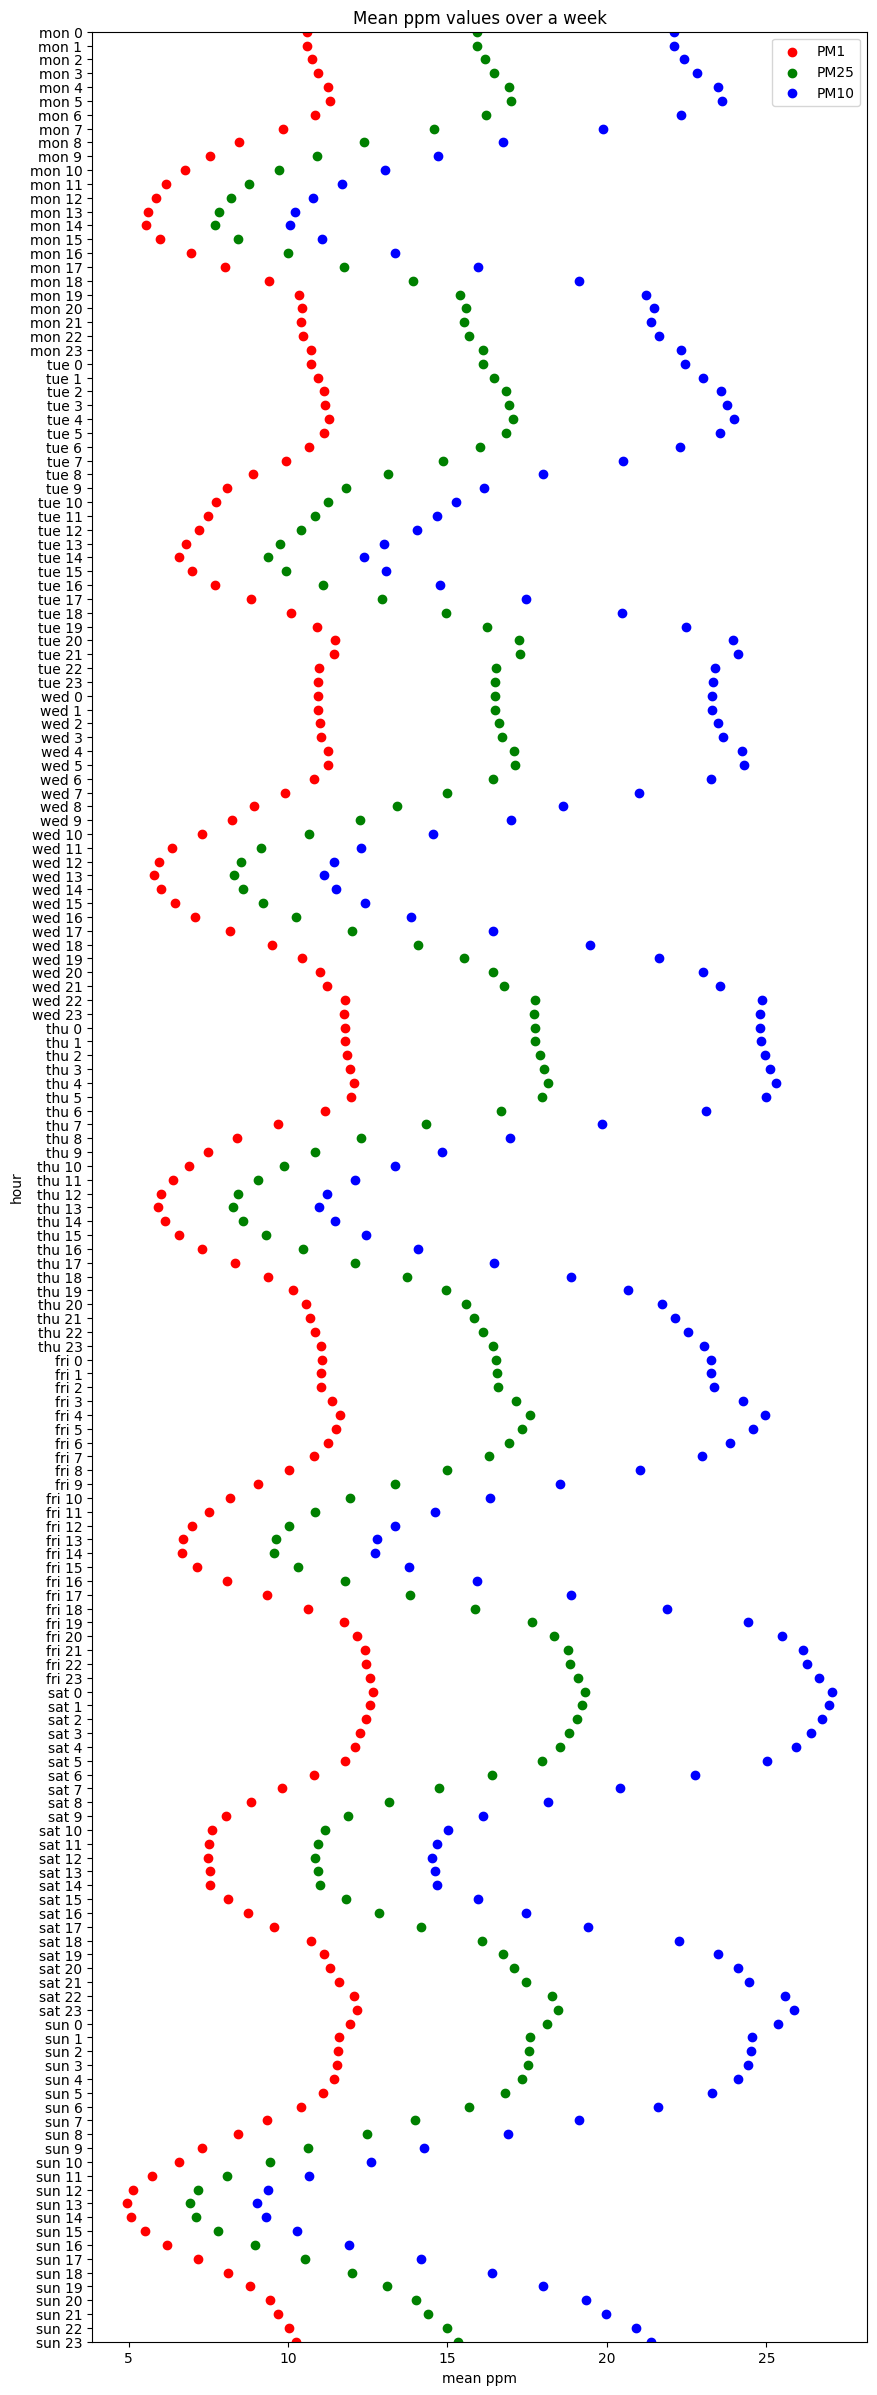 Mean ppm values over a week
PM1
PM25
PM10
mon 0
mon 1
mon 2
mon 3
mon 4
mon 5
mon 6
mon 7
mon 8
mon 9
mon 10
mon 11
mon 12
mon 13
mon 14
mon 15
mon 16
mon 17
mon 18
mon 19
mon 20
mon 21
mon 22
mon 23
tue 0
tue 1
tue 2
tue 3
tue 4
tue 5
tue 6
tue 7
tue 8
tue 9
tue 10
tue 11
tue 12
tue 13
tue 14
tue 15
tue 16
tue 17
tue 18
tue 19
tue 20
tue 21
tue 22
tue 23
wed 0
wed 1
wed 2
wed 3
wed 4
wed 5
wed 6
wed 7
wed 8
wed 9
wed 10
wed 11
wed 12
wed 13
wed 14
wed 15
wed 16
wed 17
wed 18
wed 19
wed 20
wed 21
wed 22
wed 23
thu 0
thu 1
thu 2
thu 3
thu 4
thu 5
thu 6
thu 7
thu 8
thu 9
thu 10
thu 11
thu 12
thu 13
thu 14
thu 15
thu 16
thu 17
thu 18
thu 19
thu 20
thu 21
thu 22
thu 23
fri 0
fri 1
fri 2
fri 3
fri 4
fri 5
fri 6
fri 7
fri 8
fri 9
fri 10
fri 11
fri 12
fri 13
fri 14
fri 15
fri 16
fri 17
fri 18
fri 19
fri 20
fri 21
fri 22
fri 23
sat 0
sat 1
sat 2
sat 3
sat 4
sat 5
sat 6
sat 7
sat 8
sat 9
sat 10
sat 11
sat 12
sat 13
sat 14
sat 15
sat 16
sat 17
sat 18
sat 19
sat 20
sat 21
sat 22
sat 23
sun 0
sun 1
sun 2
sun 3
sun 4
sun 5
sun 6
sun 7
sun 8
sun 9
sun 10
sun 11
sun 12
sun 13
sun 14
sun 15
sun 16
sun 17
sun 18
sun 19
sun 20
sun 21
sun 22
sun 23
hour
5 10 15 20 25
mean ppm